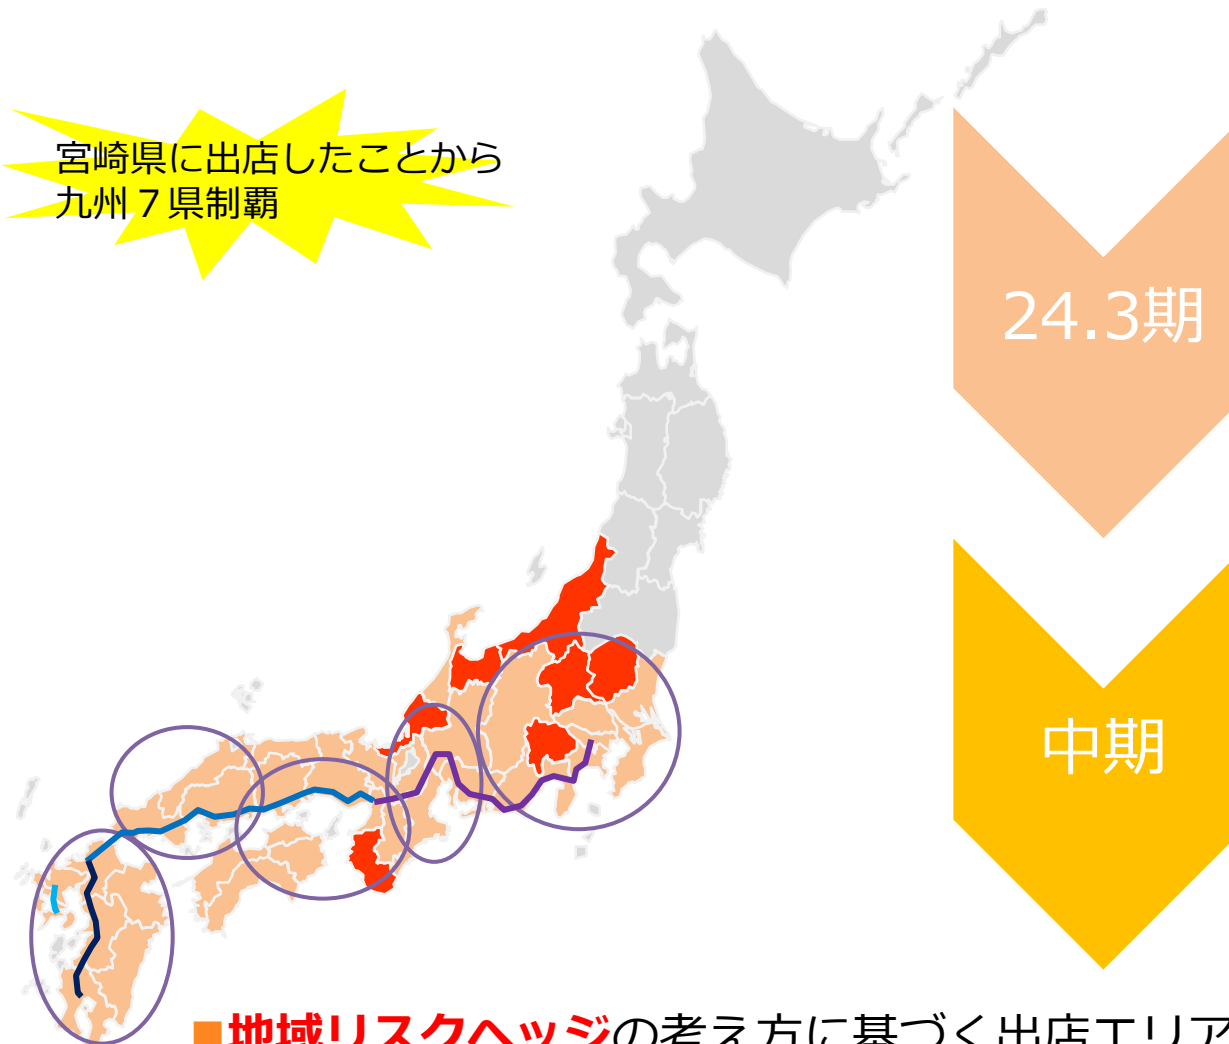 宮崎県に出店したことから
九州７県制覇
24.3期
中期
■地域リスクヘッジの考え方に基づく出店エリア